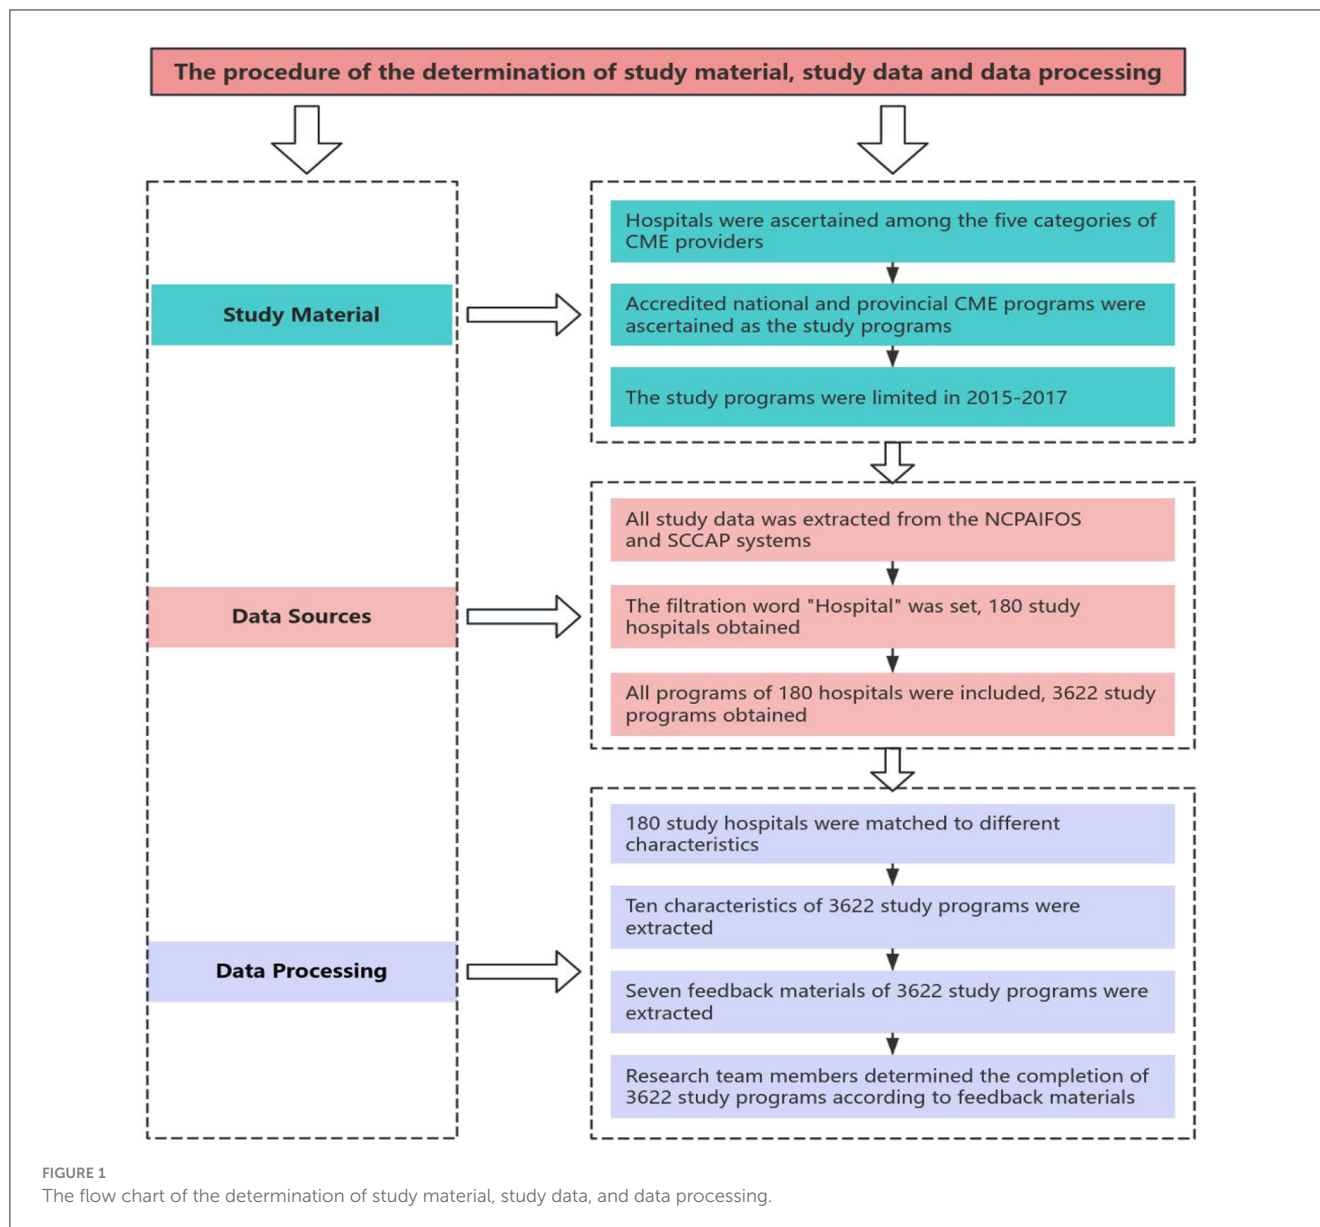 The procedure of the determination of study material, study data and data processing
Study Material
Hospitals were ascertained among the five categories of
CME providers
Accredited national and provincial CME programs were
ascertained as the study programs
The study programs were limited in 2015-2017
Data Sources
All study data was extracted from the NCPAIFOS
and SCCAP systems
The filtration word "Hospital" was set, 180 study
hospitals obtained
All programs of 180 hospitals were included, 3622 study
programs obtained
Data Processing
180 study hospitals were matched to different
characteristics
Ten characteristics of 3622 study programs were
extracted
Seven feedback materials of 3622 study programs were
extracted
Research team members determined the completion of
3622 study programs according to feedback materials
FIGURE 1
The flow chart of the determination of study material, study data, and data processing.